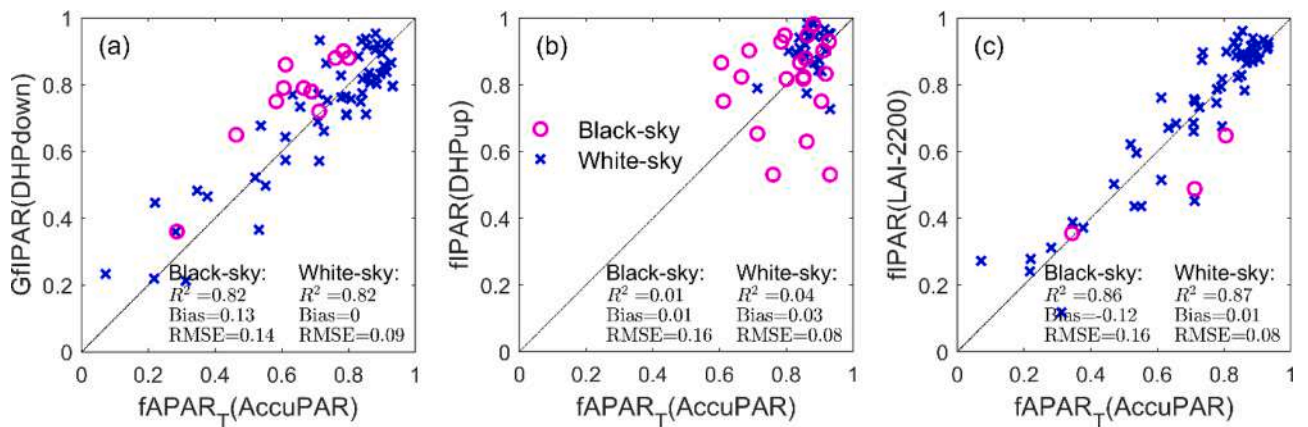 (a)
GfIPAR(DHPdown)
1
0.8
0.6
0.4
0.2
0
Black-sky:
R² =0.82
Bias=0.13
RMSE=0.14
White-sky:
R² =0.82
Bias=0
RMSE=0.09
0 0.2 0.4 0.6 0.8 1
fAPAR_T(AccuPAR)
(b)
fIPAR(DHPup)
1
0.8
0.6
0.4
0.2
0
Black-sky
White-sky
Black-sky:
R² =0.01
Bias=0.01
RMSE=0.16
White-sky:
R² =0.04
Bias=0.03
RMSE=0.08
0 0.2 0.4 0.6 0.8 1
fAPAR_T(AccuPAR)
(c)
fIPAR(LAI-2200)
1
0.8
0.6
0.4
0.2
0
Black-sky:
R² =0.86
Bias=-0.12
RMSE=0.16
White-sky:
R² =0.87
Bias=0.01
RMSE=0.08
0 0.2 0.4 0.6 0.8 1
fAPAR_T(AccuPAR)